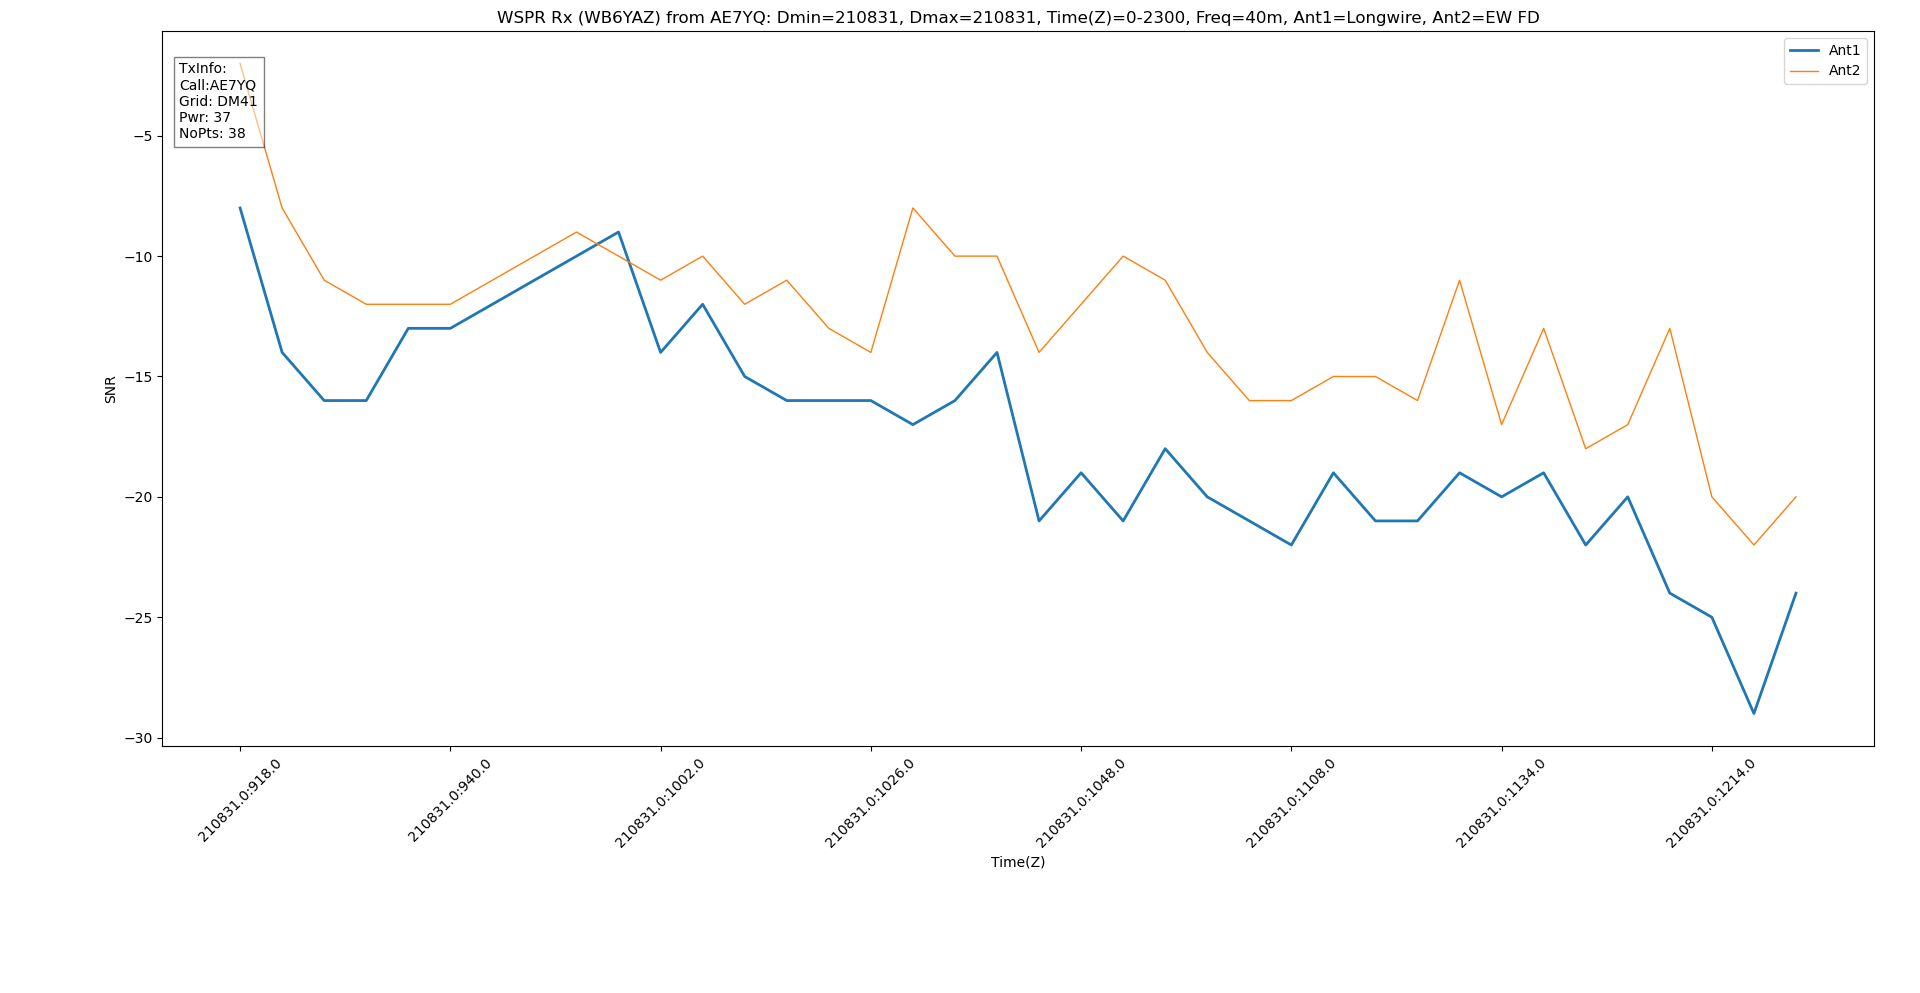 WSPR Rx (WB6YAZ) from AE7YQ: Dmin=210831, Dmax=210831, Time(Z)=0-2300, Freq=40m, Ant1=Longwire, Ant2=EW FD
TxInfo:
Call:AE7YQ
Grid: DM41
Pwr: 37
NoPts: 38
Ant1
Ant2
SNR
−5
−10
−15
−20
−25
−30
210831.0:918.0
210831.0:940.0
210831.0:1002.0
210831.0:1026.0
210831.0:1048.0
210831.0:1108.0
210831.0:1134.0
210831.0:1214.0
Time(Z)